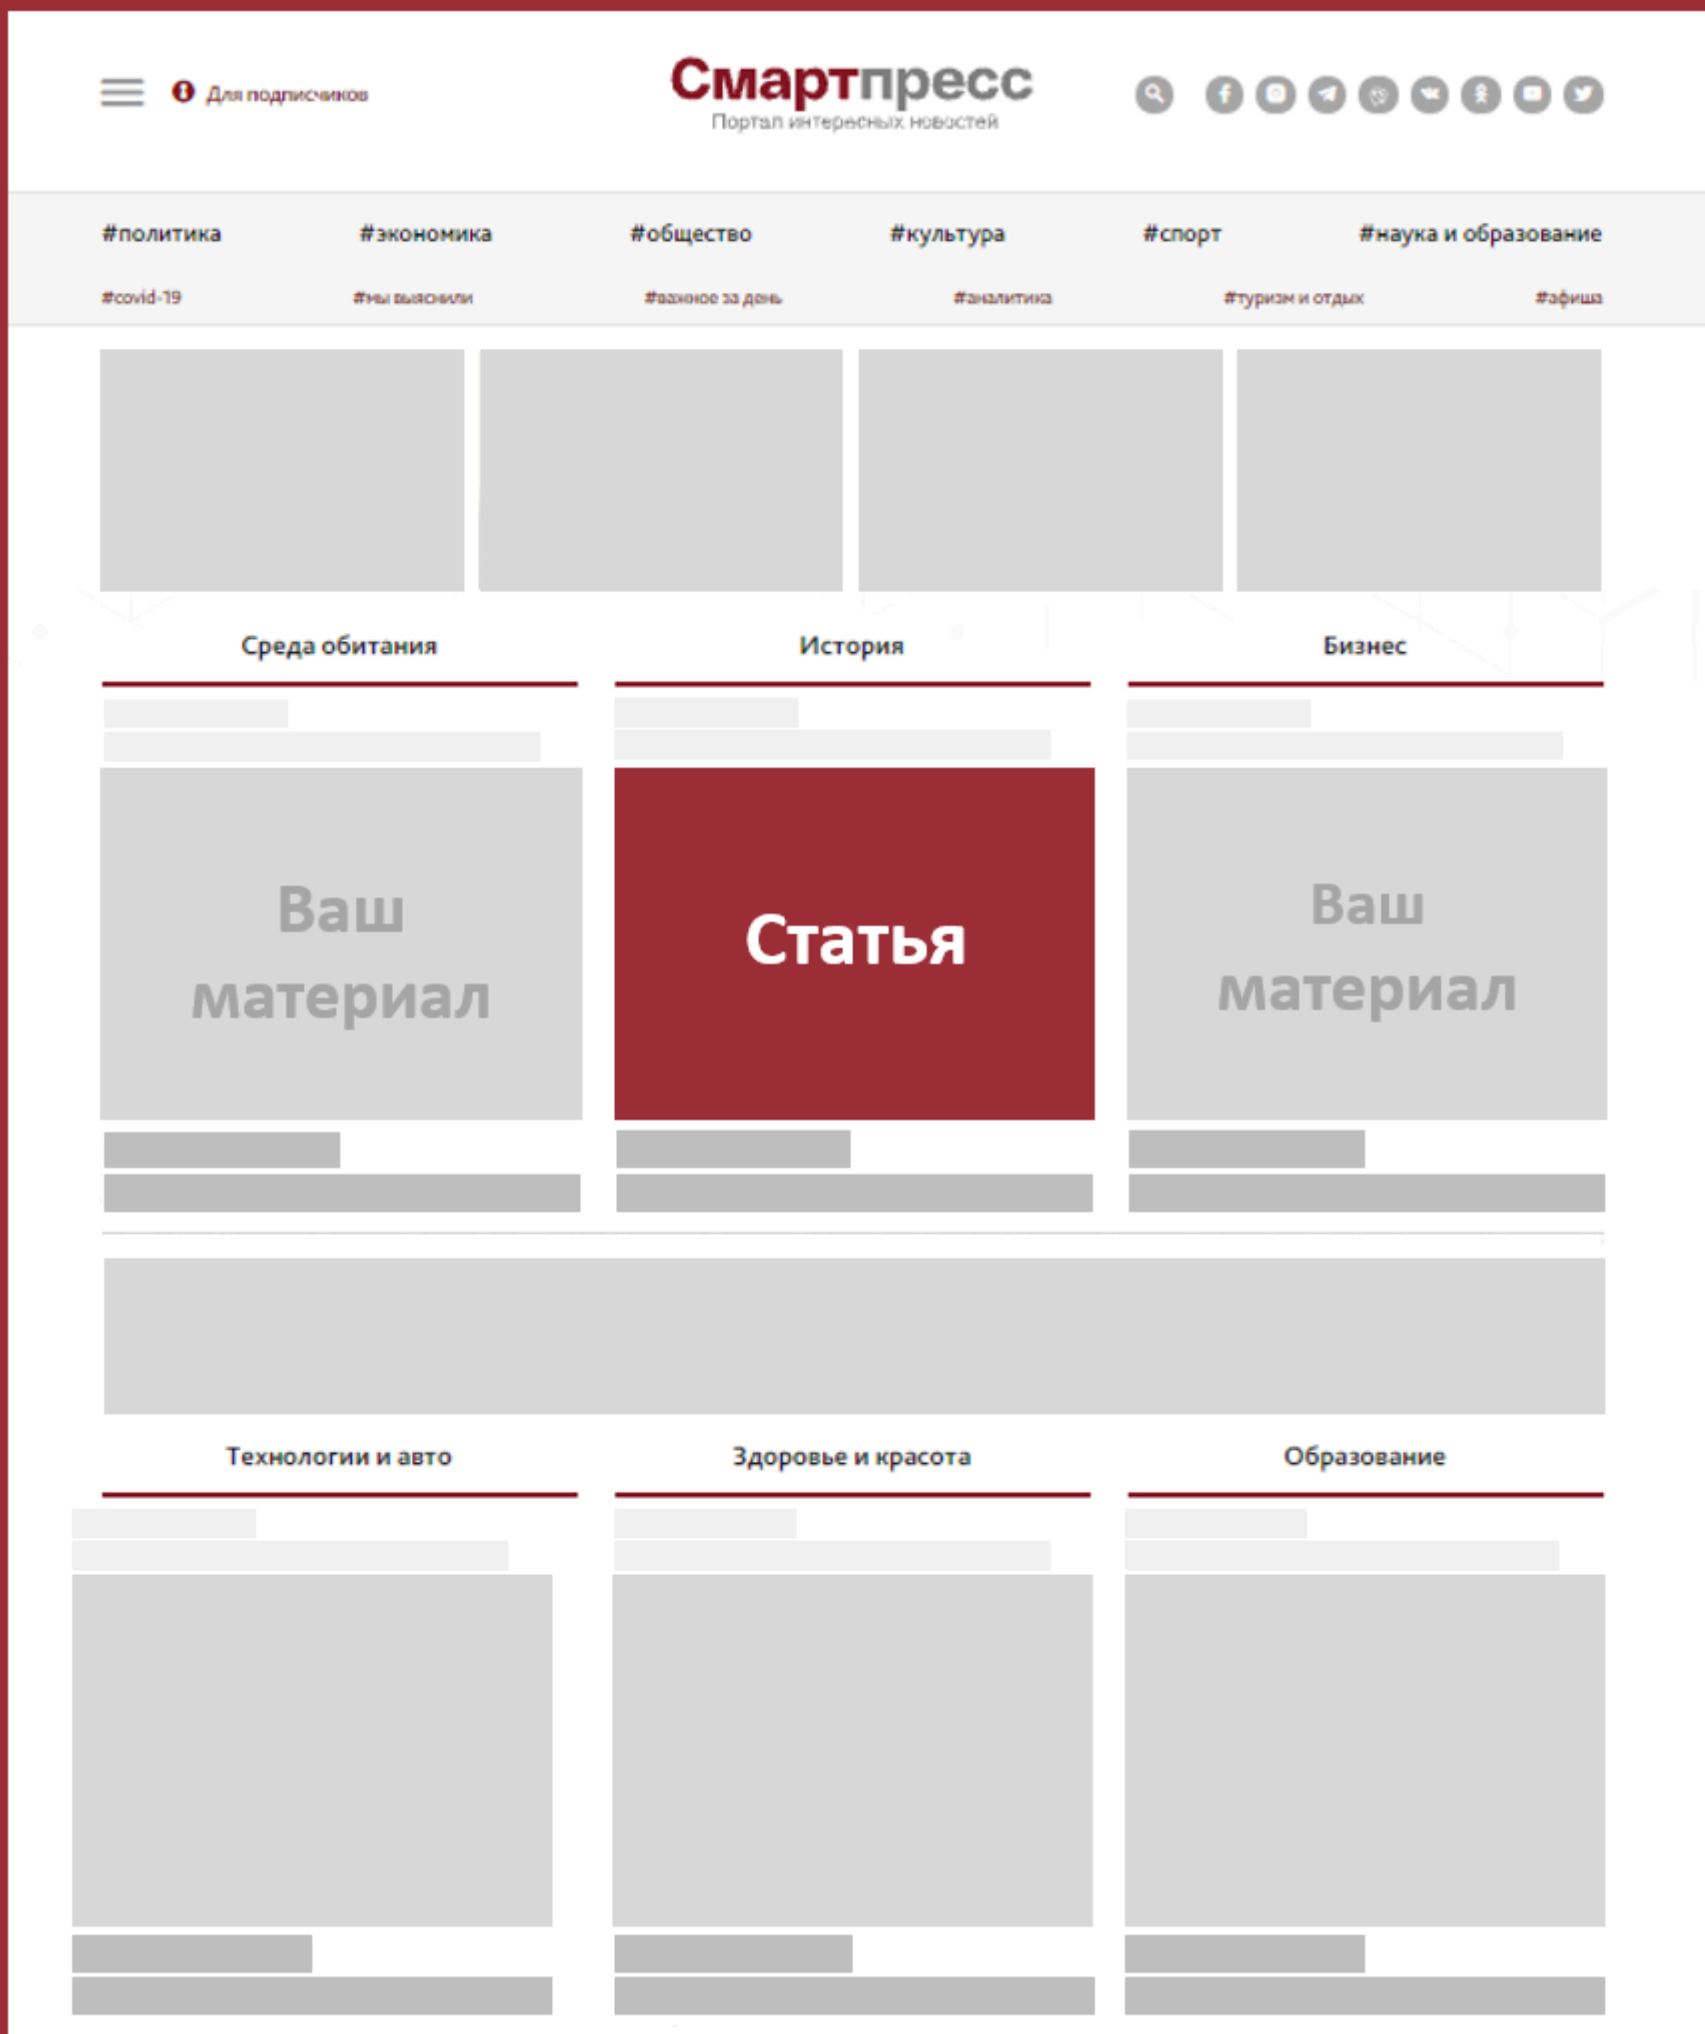 Для подписчиков
Смартпресс
Портал интересных новостей
#политика #экономика #общество #культура #спорт #наука и образование
#covid-19 #мы выяснили #важное за день #аналитика #туризм и отдых #афиша
Среда обитания История Бизнес
Ваш
материал
Статья
Ваш
материал
Технологии и авто Здоровье и красота Образование